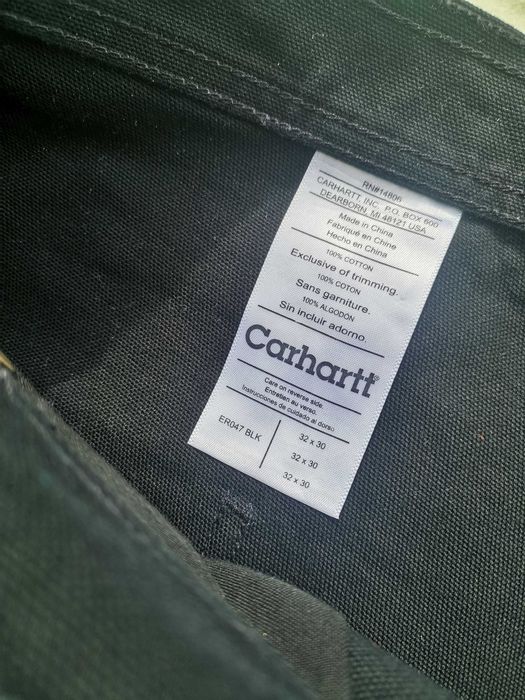 RN#14806
CARHARTT, INC. P.O. BOX 600
DEARBORN, MI 48121 USA
Made in China
Fabriqué en Chine
Hecho en China
100% COTTON
Exclusive of trimming.
100% COTON
Sans garniture.
100% ALGODÓN
Sin incluir adorno.
Carhartt®
Care on reverse side.
Entretien au verso.
Instrucciones de cuidado al dorso
ER047 BLK
32 x 30
32 x 30
32 x 30